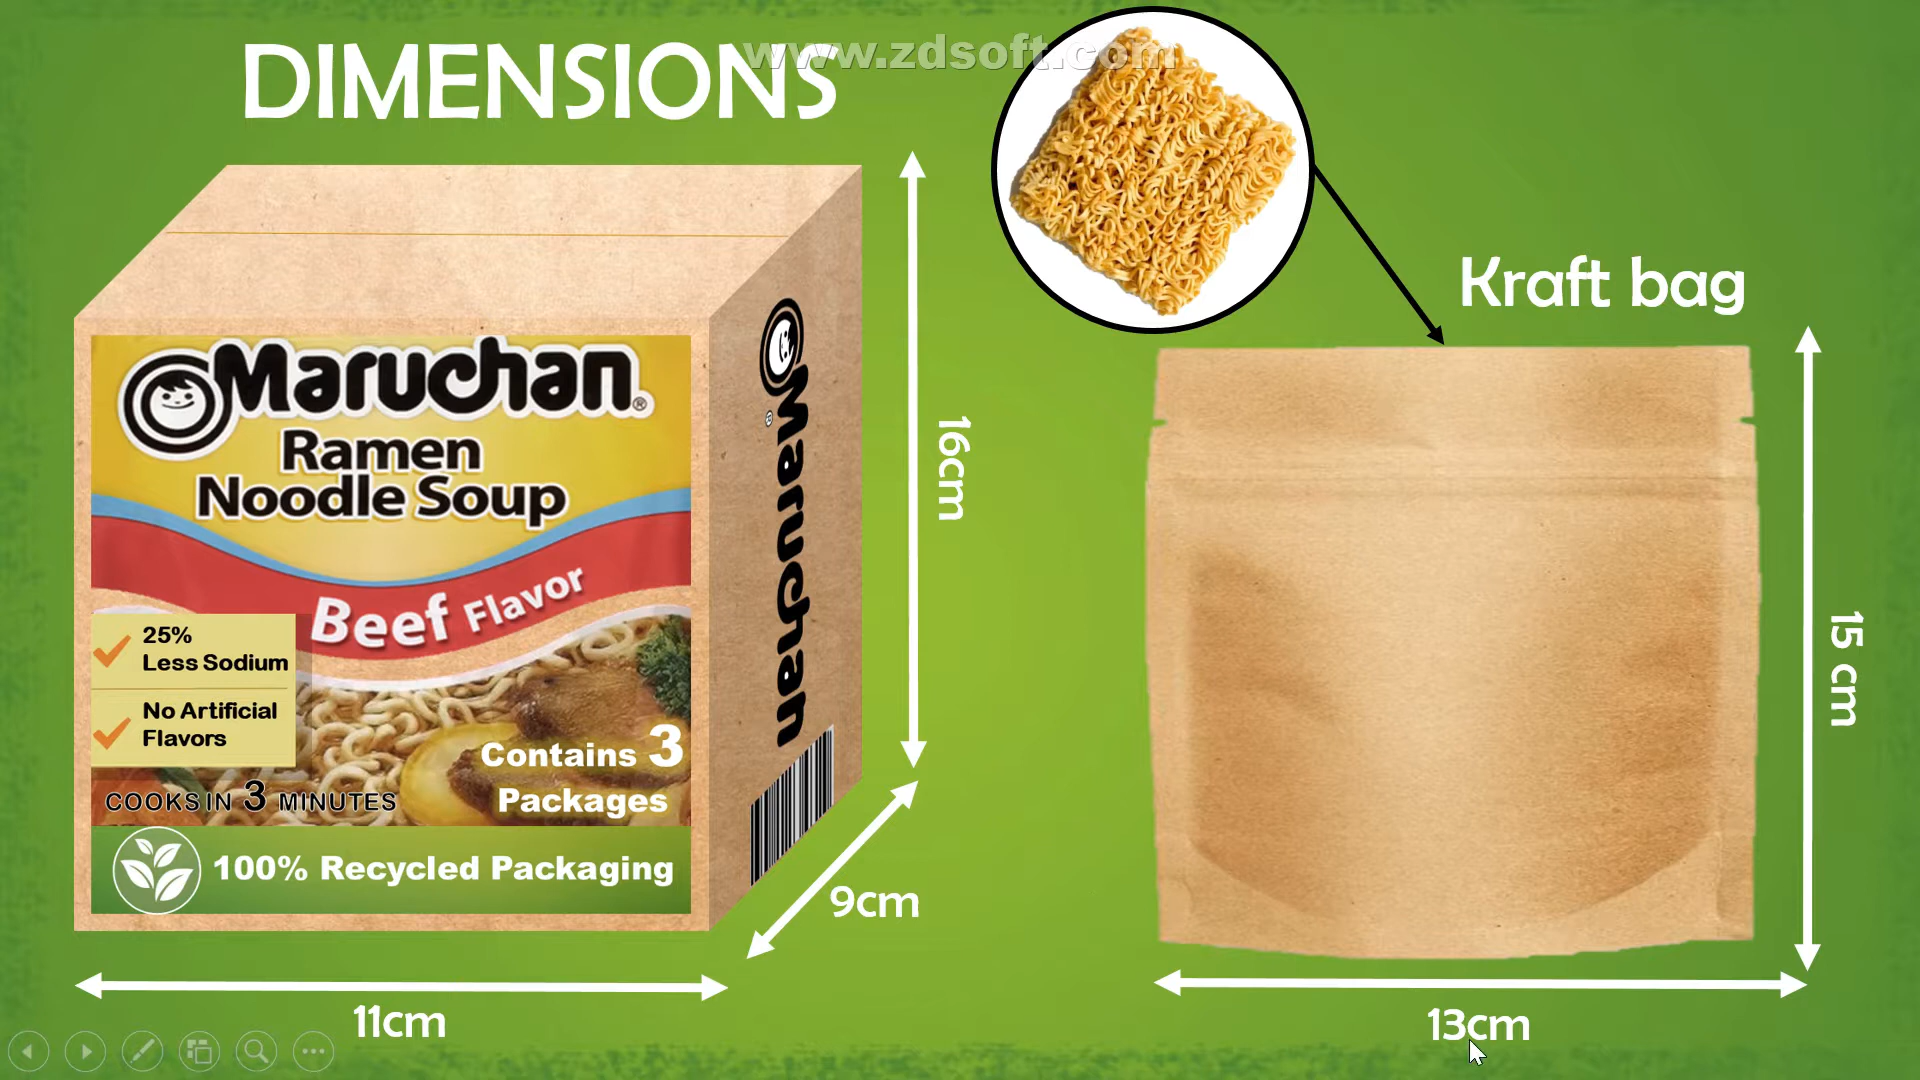 DIMENSIONS
www.zdsoft.com
Maruchan®
Ramen
Noodle Soup
Beef Flavor
25%
Less Sodium
No Artificial
Flavors
Contains 3
Packages
COOKS IN 3 MINUTES
100% Recycled Packaging
Maruchan®
16cm
9cm
11cm
Kraft bag
15 cm
13cm